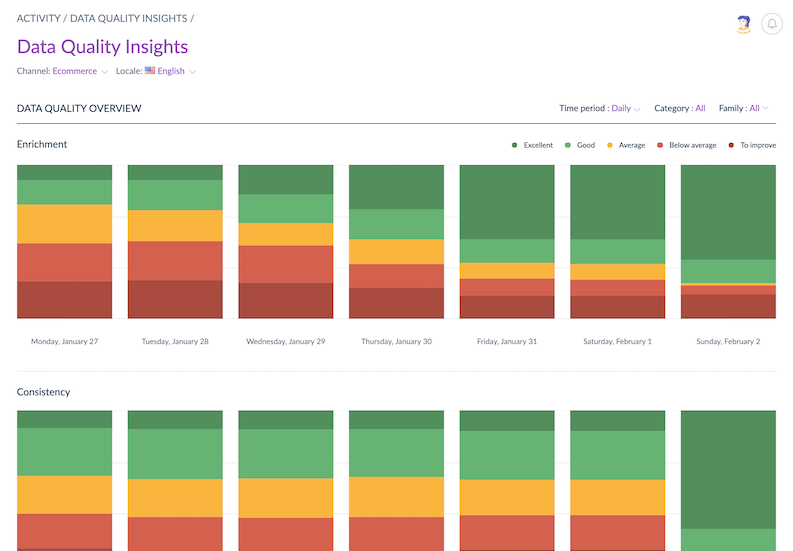 ACTIVITY / DATA QUALITY INSIGHTS /
Data Quality Insights
Channel: Ecommerce Locale: English
DATA QUALITY OVERVIEW Time period : Daily Category : All Family : All
Enrichment Excellent Good Average Below average To improve
Monday, January 27 Tuesday, January 28 Wednesday, January 29 Thursday, January 30 Friday, January 31 Saturday, February 1 Sunday, February 2
Consistency